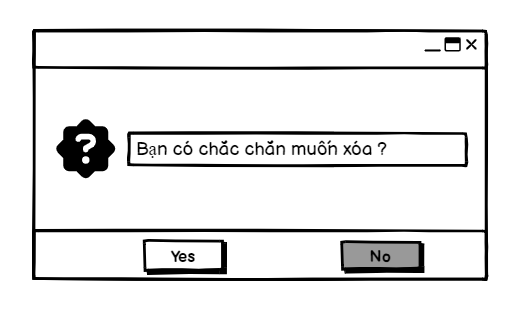 Bạn có chắc chắn muốn xóa ?
Yes
No